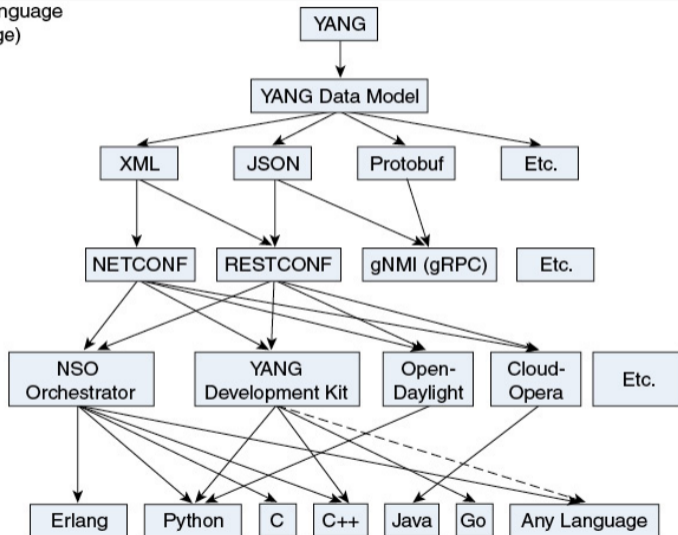 nguage
ge)
YANG
YANG Data Model
XML
JSON
Protobuf
Etc.
NETCONF
RESTCONF
gNMI (gRPC)
Etc.
NSO
Orchestrator
YANG
Development Kit
Open-
Daylight
Cloud-
Opera
Etc.
Erlang
Python
C
C++
Java
Go
Any Language